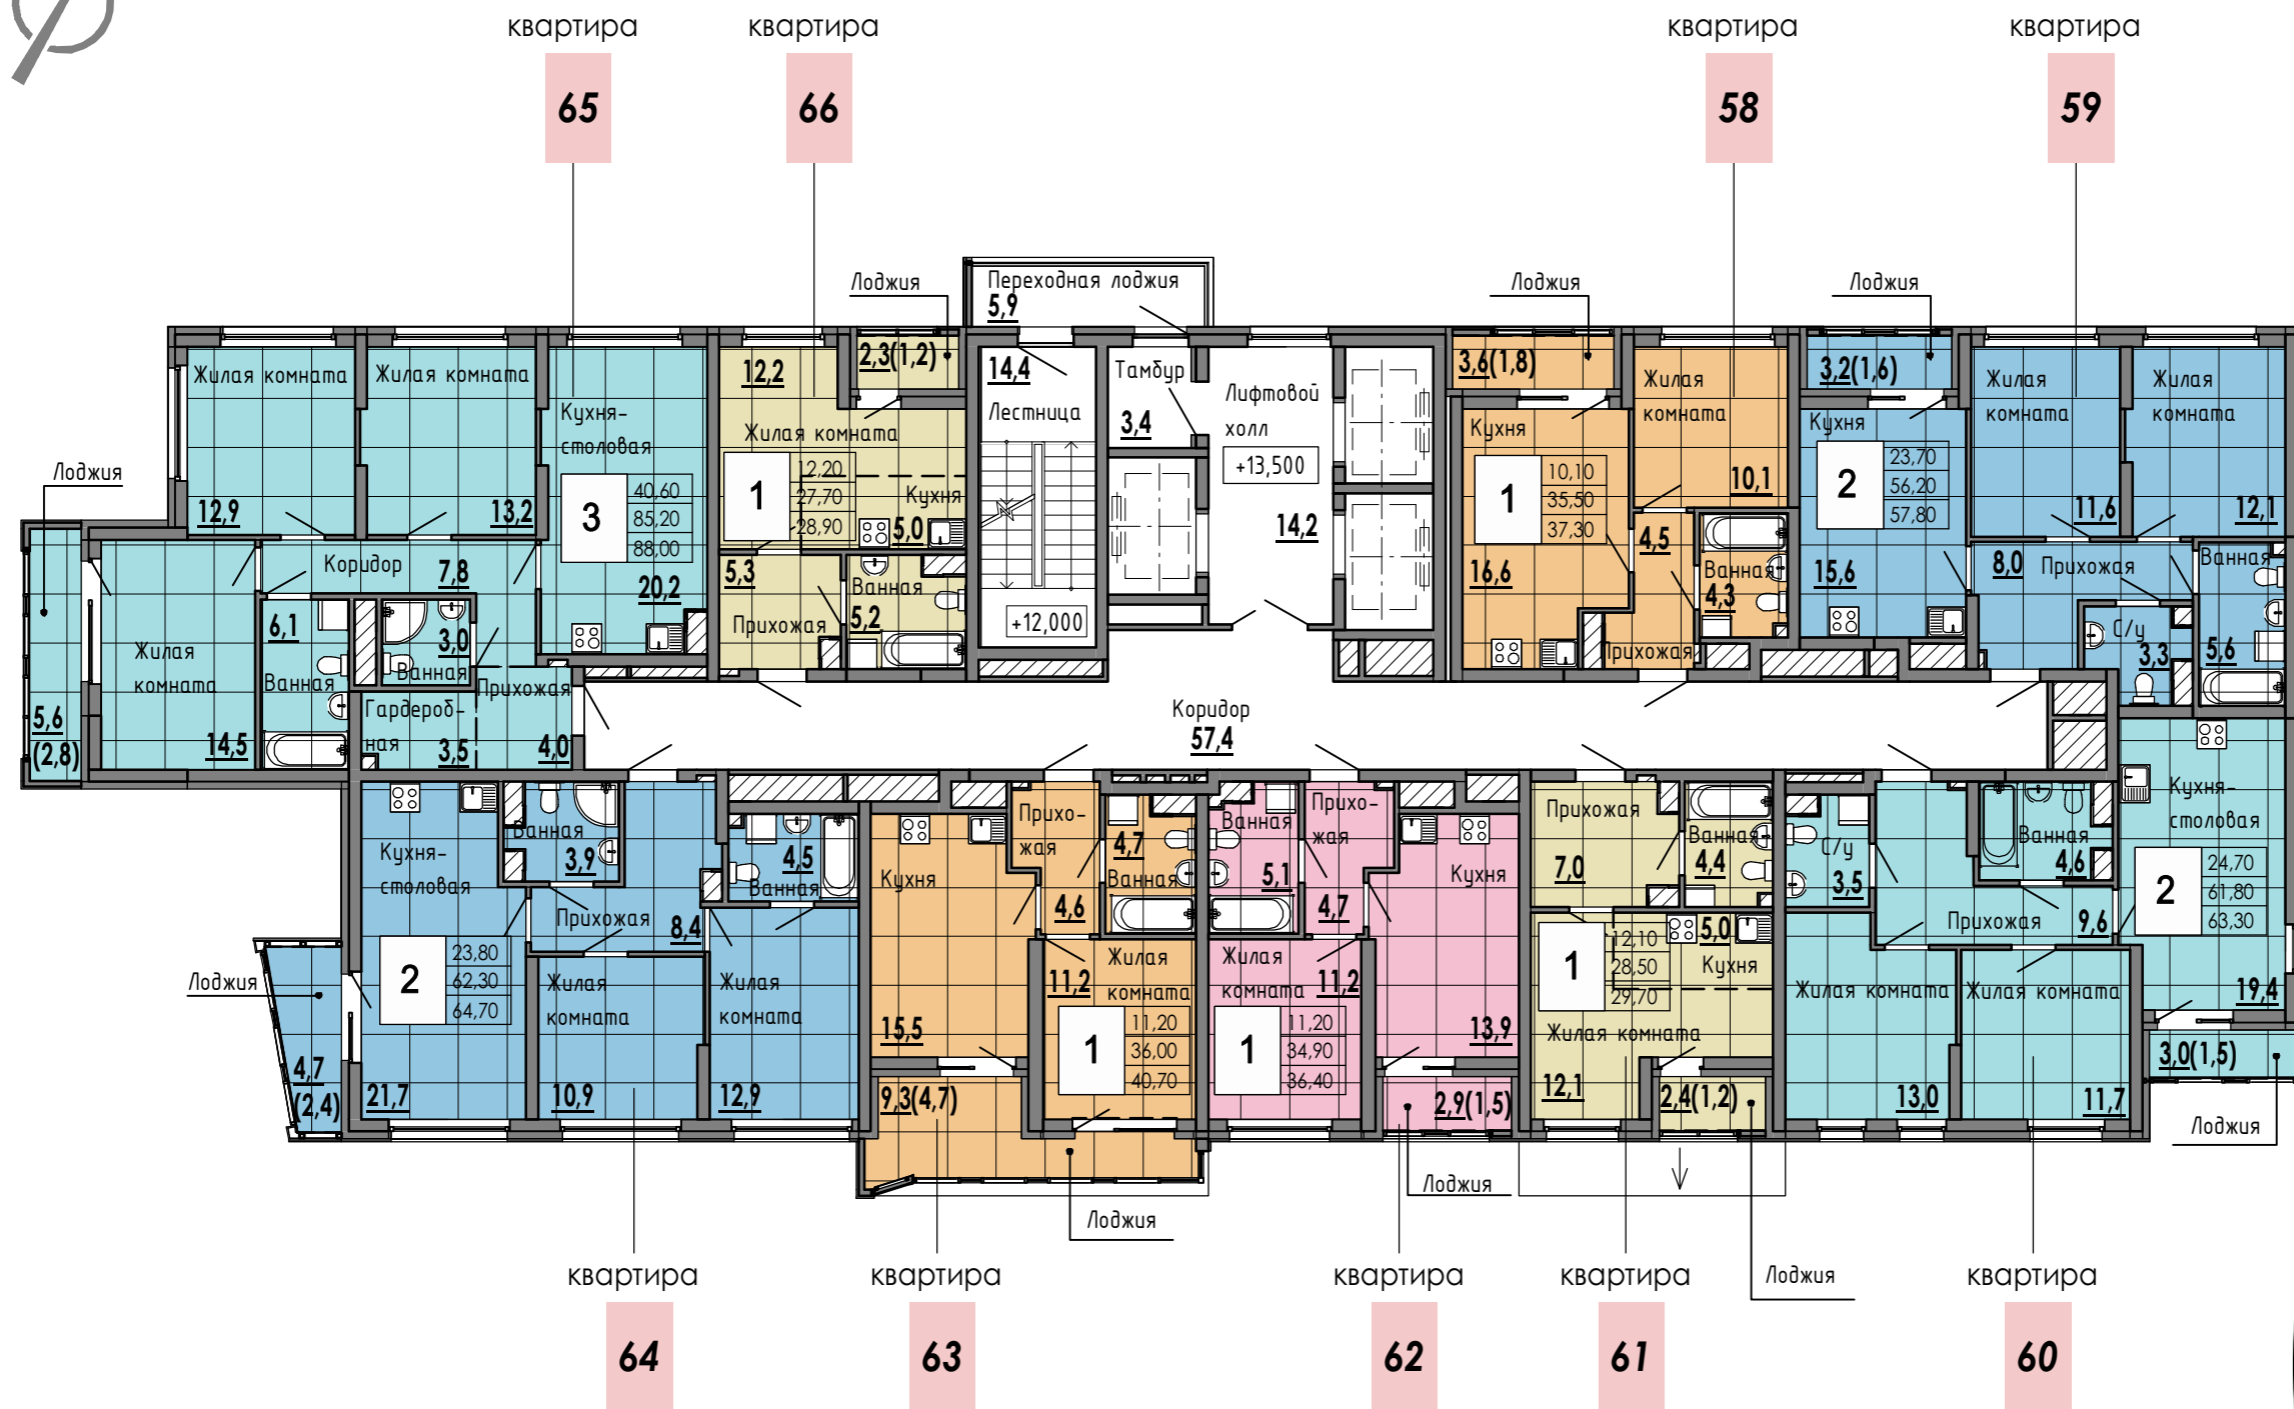 квартира
65
квартира
66
квартира
58
квартира
59
Лоджия
Переходная лоджия
5,9
Лоджия
Лоджия
Жилая комната
12,9
Жилая комната
13,2
Кухня-
столовая
3
40,60
85,20
88,00
20,2
12,2
2,3(1,2)
Жилая комната
1
12,20
27,70
28,90
Кухня
5,0
5,3
Прихожая
Ванная
5,2
14,4
Лестница
+12,000
Тамбур
3,4
Лифтовой
холл
+13,500
14,2
3,6(1,8)
Кухня
1
10,10
35,50
37,30
16,6
Жилая
комната
10,1
4,5
Прихожая
Ванная
4,3
3,2(1,6)
Кухня
2
23,70
56,20
57,80
15,6
Жилая
комната
11,6
Жилая
комната
12,1
8,0
Прихожая
С/у
3,3
Ванная
5,6
Лоджия
5,6
(2,8)
Жилая
комната
14,5
Коридор
7,8
6,1
Ванная
3,0
Ванная
Гардероб-
ная
3,5
Прихожая
4,0
Коридор
57,4
Кухня-
столовая
2
23,80
62,30
64,70
21,7
Лоджия
4,7
(2,4)
Ванная
3,9
Прихожая
8,4
4,5
Ванная
Жилая
комната
10,9
Жилая
комната
12,9
Кухня
15,5
Прихо-
жая
4,6
4,7
Ванная
Жилая
11,2
комната
1
11,20
36,00
40,70
9,3(4,7)
Лоджия
Ванная
5,1
Прихо-
жая
4,7
Кухня
13,9
Жилая
комната
11,2
1
11,20
34,90
36,40
2,9(1,5)
Лоджия
Прихожая
7,0
Ванная
4,4
1
12,10
28,50
29,70
5,0
Кухня
Жилая комната
12,1
2,4(1,2)
Лоджия
С/у
3,5
Ванная
4,6
Прихожая
9,6
Жилая комната
13,0
Жилая комната
11,7
Кухня-
столовая
2
24,70
61,80
63,30
19,4
3,0(1,5)
Лоджия
квартира
64
квартира
63
квартира
62
квартира
61
квартира
60